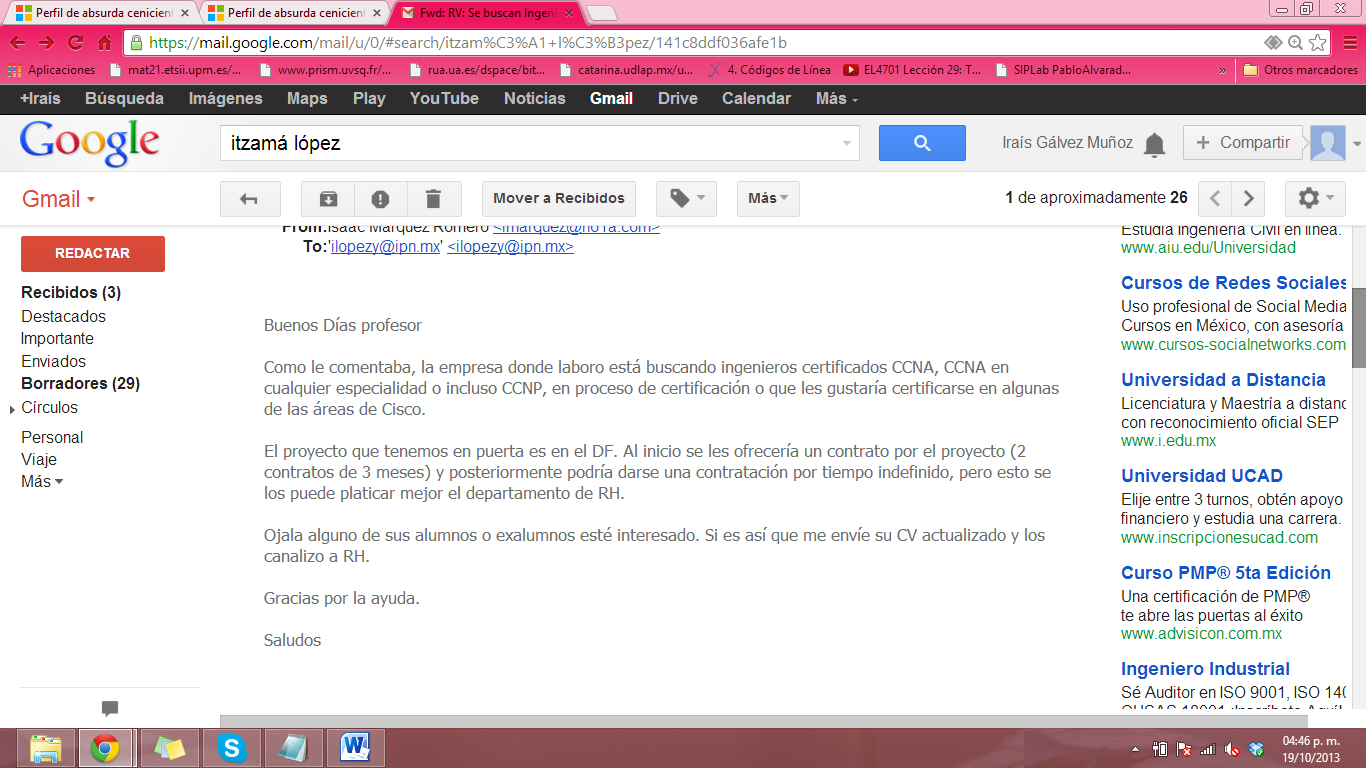 Perfil de absurda cenicient
Perfil de absurda cenicient
Fwd: RV: Se buscan Ingeni
https://mail.google.com/mail/u/0/#search/itzam%C3%A1+l%C3%B3pez/141c8ddf036afe1b
Aplicaciones
mat21.etsii.upm.es/...
www.prism.uvsq.fr/...
rua.ua.es/dspace/bit...
catarina.udlap.mx/u...
4. Códigos de Línea
EL4701 Lección 29: T...
SIPLab PabloAlvarad...
»
Otros marcadores
+Iraís Búsqueda Imágenes Maps Play YouTube Noticias Gmail Drive Calendar Más
Google
itzamá lópez
Iraís Gálvez Muñoz
+ Compartir
Gmail
Mover a Recibidos
Más
1 de aproximadamente 26
REDACTAR
Recibidos (3)
Destacados
Importante
Enviados
Borradores (29)
Círculos
Personal
Viaje
Más
From:Isaac Marquez Romero <imarquez@ho1a.com>
To:'ilopezy@ipn.mx' <ilopezy@ipn.mx>
Buenos Días profesor
Como le comentaba, la empresa donde laboro está buscando ingenieros certificados CCNA, CCNA en
cualquier especialidad o incluso CCNP, en proceso de certificación o que les gustaría certificarse en algunas
de las áreas de Cisco.
El proyecto que tenemos en puerta es en el DF. Al inicio se les ofrecería un contrato por el proyecto (2
contratos de 3 meses) y posteriormente podría darse una contratación por tiempo indefinido, pero esto se
los puede platicar mejor el departamento de RH.
Ojala alguno de sus alumnos o exalumnos esté interesado. Si es así que me envíe su CV actualizado y los
canalizo a RH.
Gracias por la ayuda.
Saludos
Estudia Ingeniería Civil en línea.
www.aiu.edu/Universidad
Cursos de Redes Sociales
Uso profesional de Social Media
Cursos en México, con asesoría
www.cursos-socialnetworks.com
Universidad a Distancia
Licenciatura y Maestría a distanc
con reconocimiento oficial SEP
www.i.edu.mx
Universidad UCAD
Elije entre 3 turnos, obtén apoyo
financiero y estudia una carrera.
www.inscripcionesucad.com
Curso PMP® 5ta Edición
Una certificación de PMP®
te abre las puertas al éxito
www.advisicon.com.mx
Ingeniero Industrial
Sé Auditor en ISO 9001, ISO 140
04:46 p. m.
19/10/2013